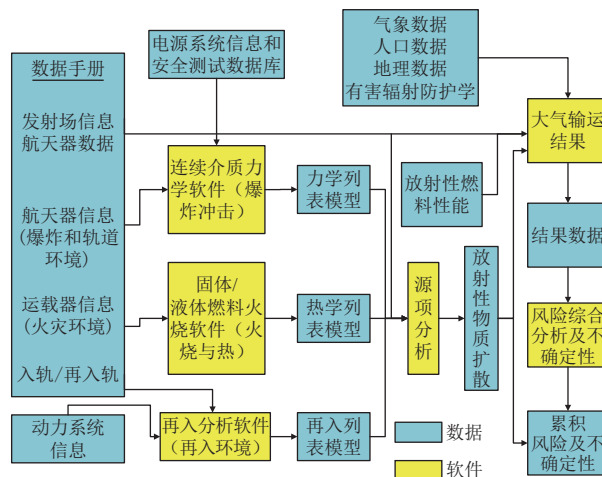 数据手册
发射场信息
航天器数据
航天器信息
(爆炸和轨道
环境)
运载器信息
(火灾环境)
入轨/再入轨
动力系统
信息
电源系统信息和
安全测试数据库
连续介质力
学软件（爆
炸冲击）
固体/
液体燃料火
烧软件（火
烧与热）
再入分析软件
（再入环境）
力学列
表模型
热学列
表模型
再入列
表模型
气象数据
人口数据
地理数据
有害辐射防护学
放射性燃
料性能
源项分析
放射性物质扩散
大气输运
结果
结果数据
风险综合
分析及不
确定性
累积
风险及不
确定性
数据
软件